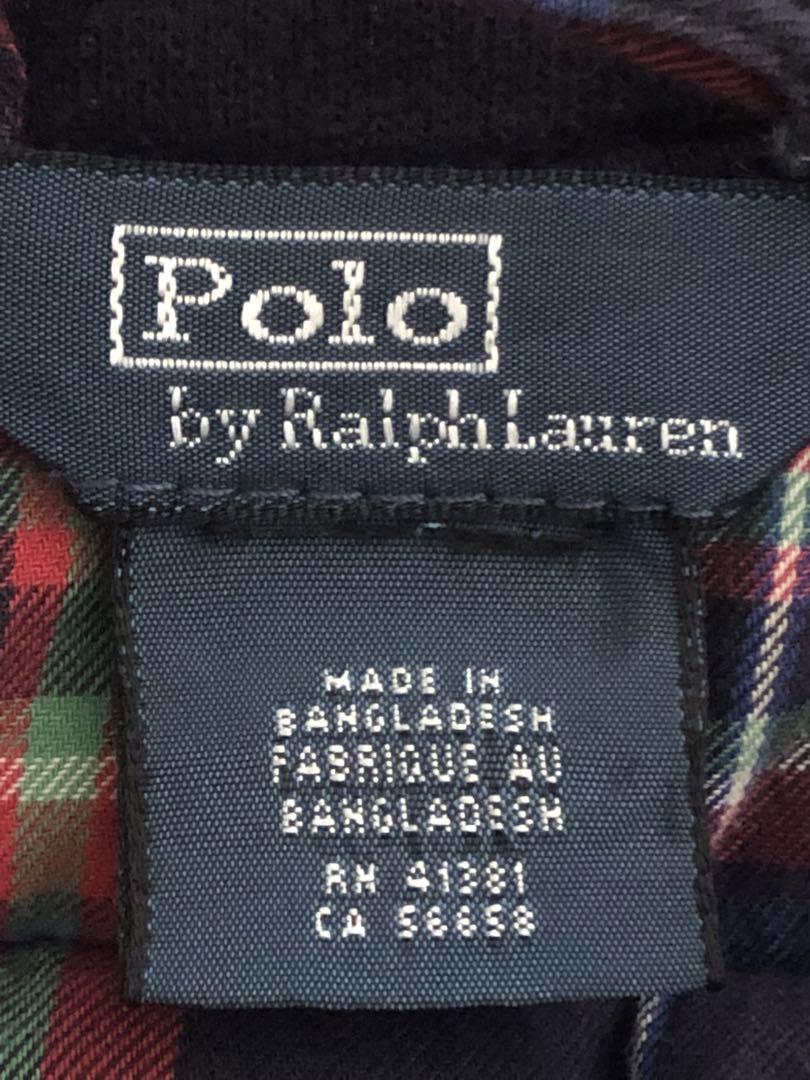 Polo
by Ralph Lauren
MADE IN
BANGLADESH
FABRIQUE AU
BANGLADESH
RN 41381
CA 56658